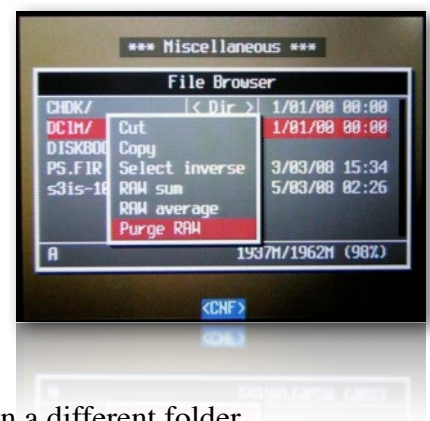 *** Miscellaneous ***
File Browser
CHDK/ |< Dir >| 1/01/00 00:00
DCIM/ 1/01/00 00:00
DISKBOO
PS.FIR 3/03/08 15:34
s3is-10 5/03/08 02:26
Cut
Copy
Select inverse
RAW sum
RAW average
Purge RAW
A 1937M/1962M (98%)
<CNF>
n a different folder